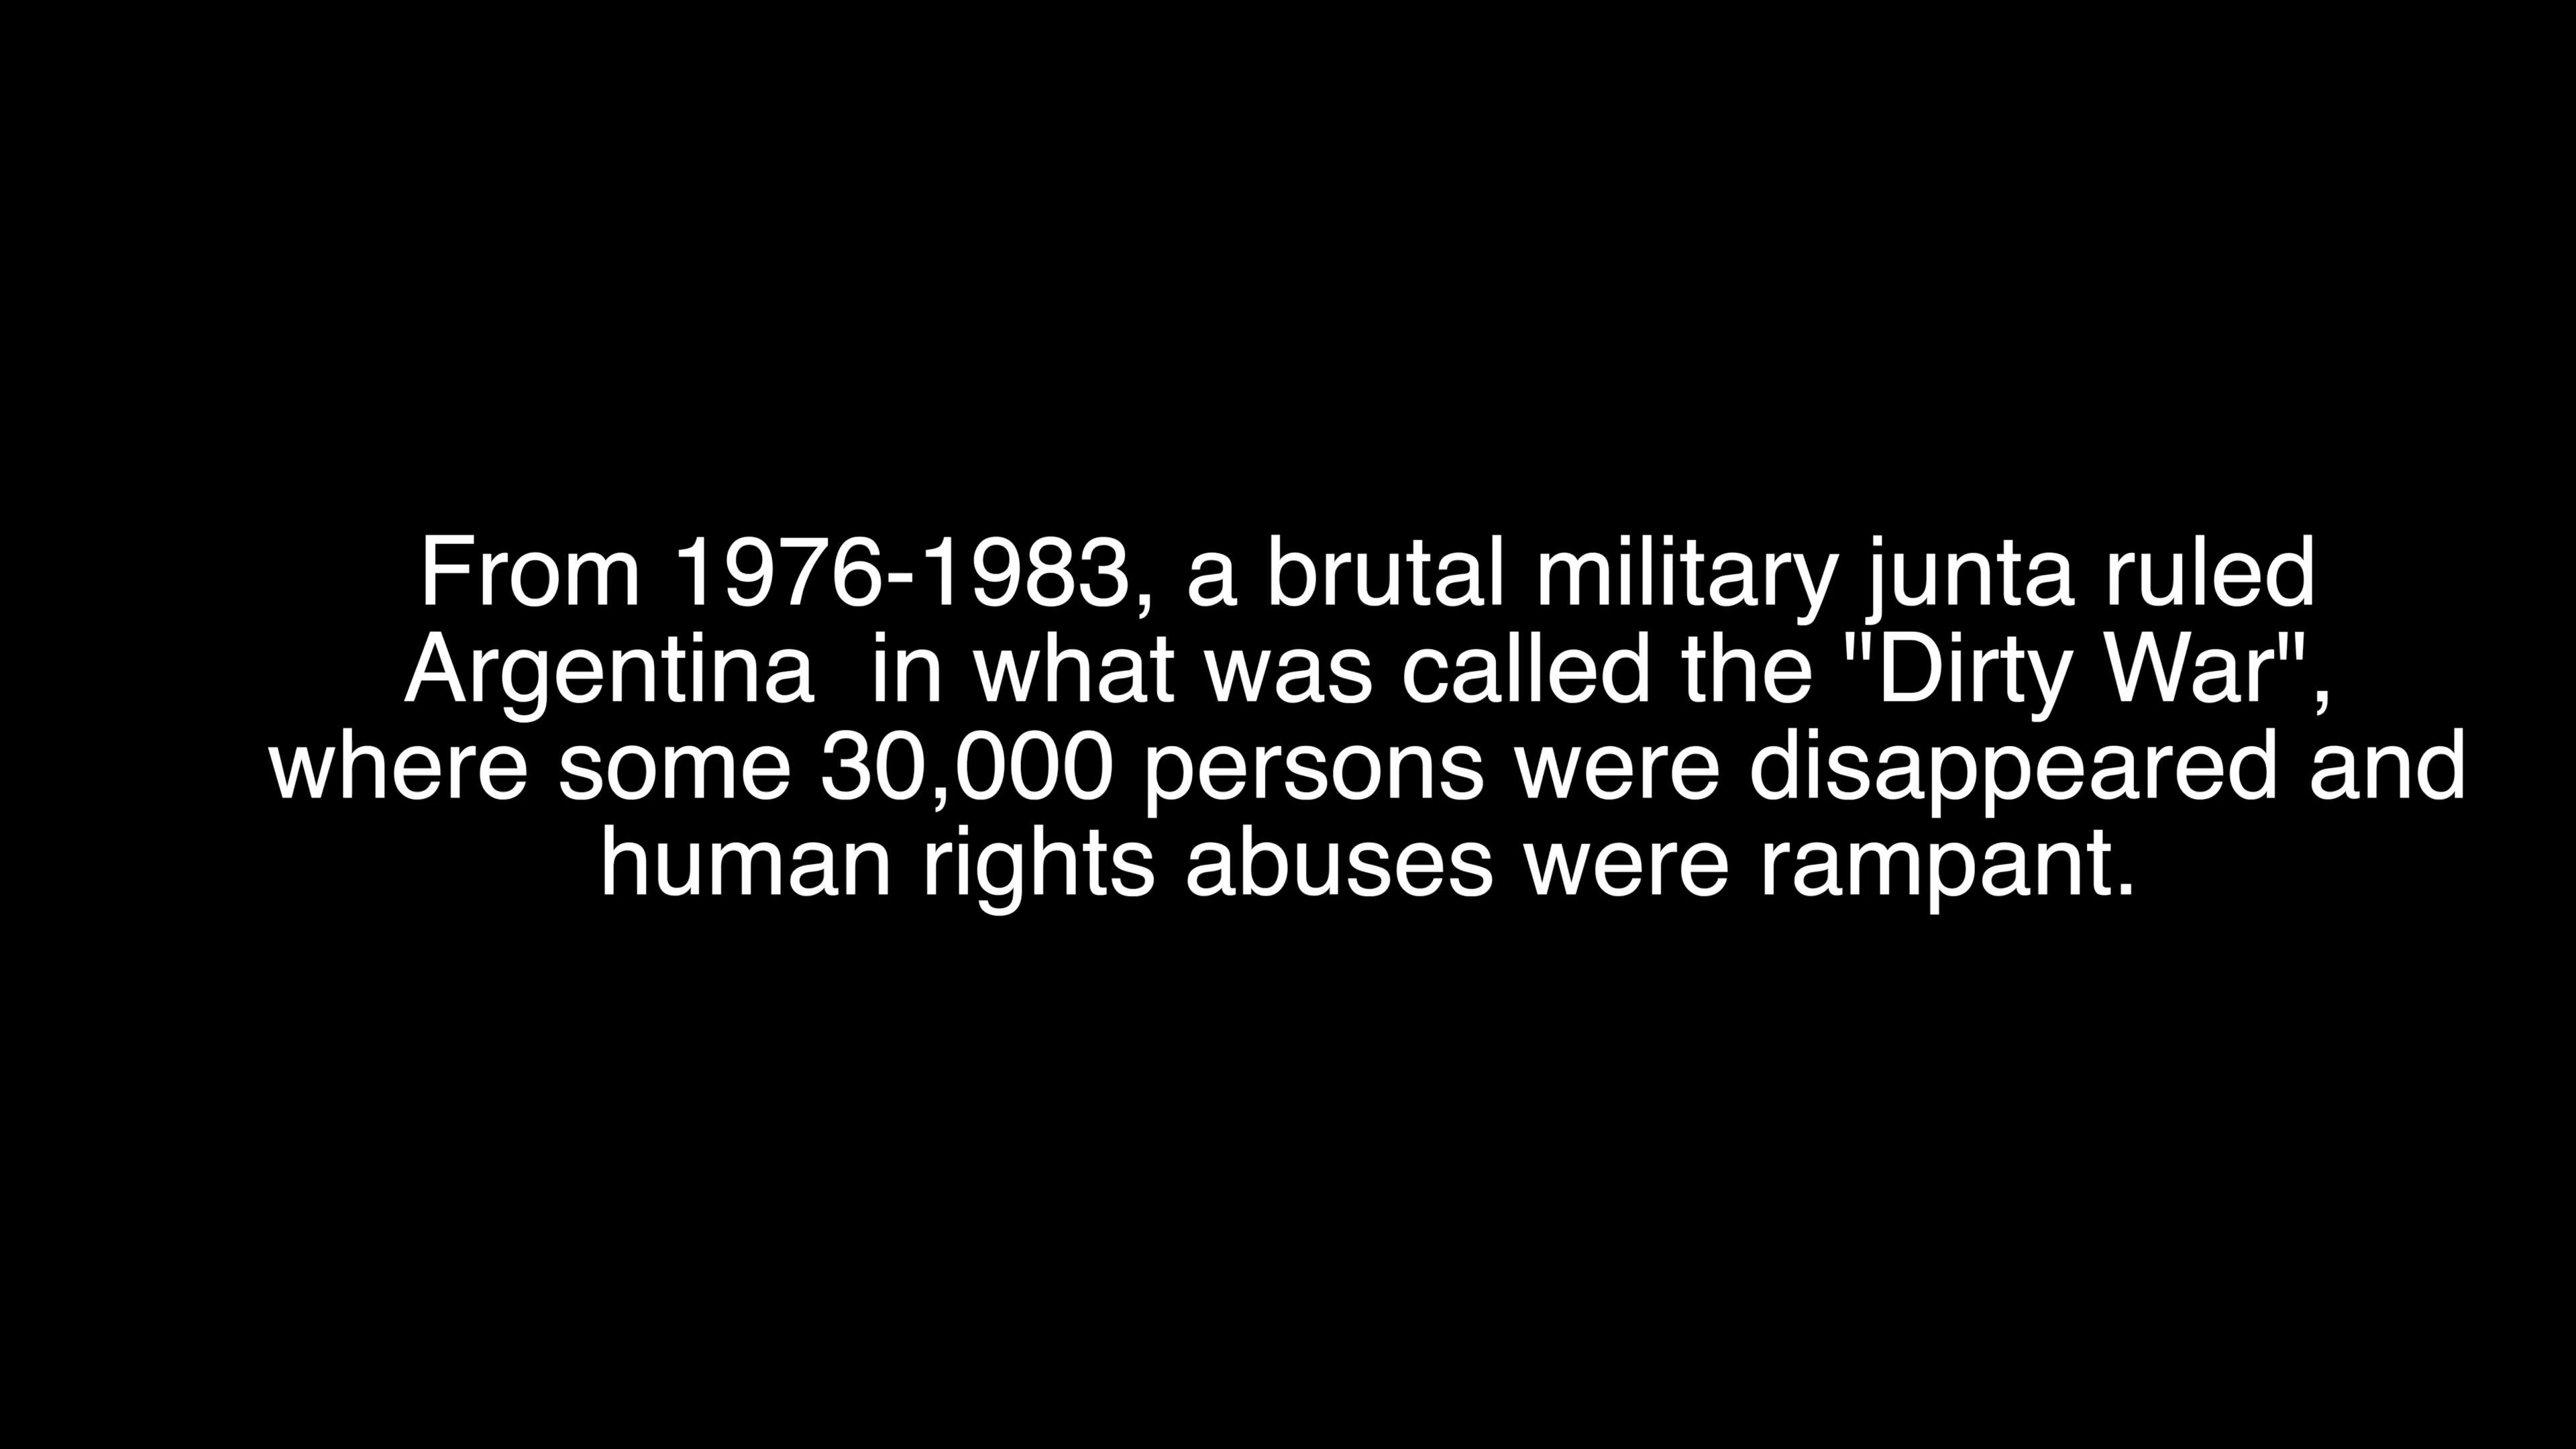 From 1976-1983, a brutal military junta ruled
Argentina  in what was called the "Dirty War",
where some 30,000 persons were disappeared and
human rights abuses were rampant.